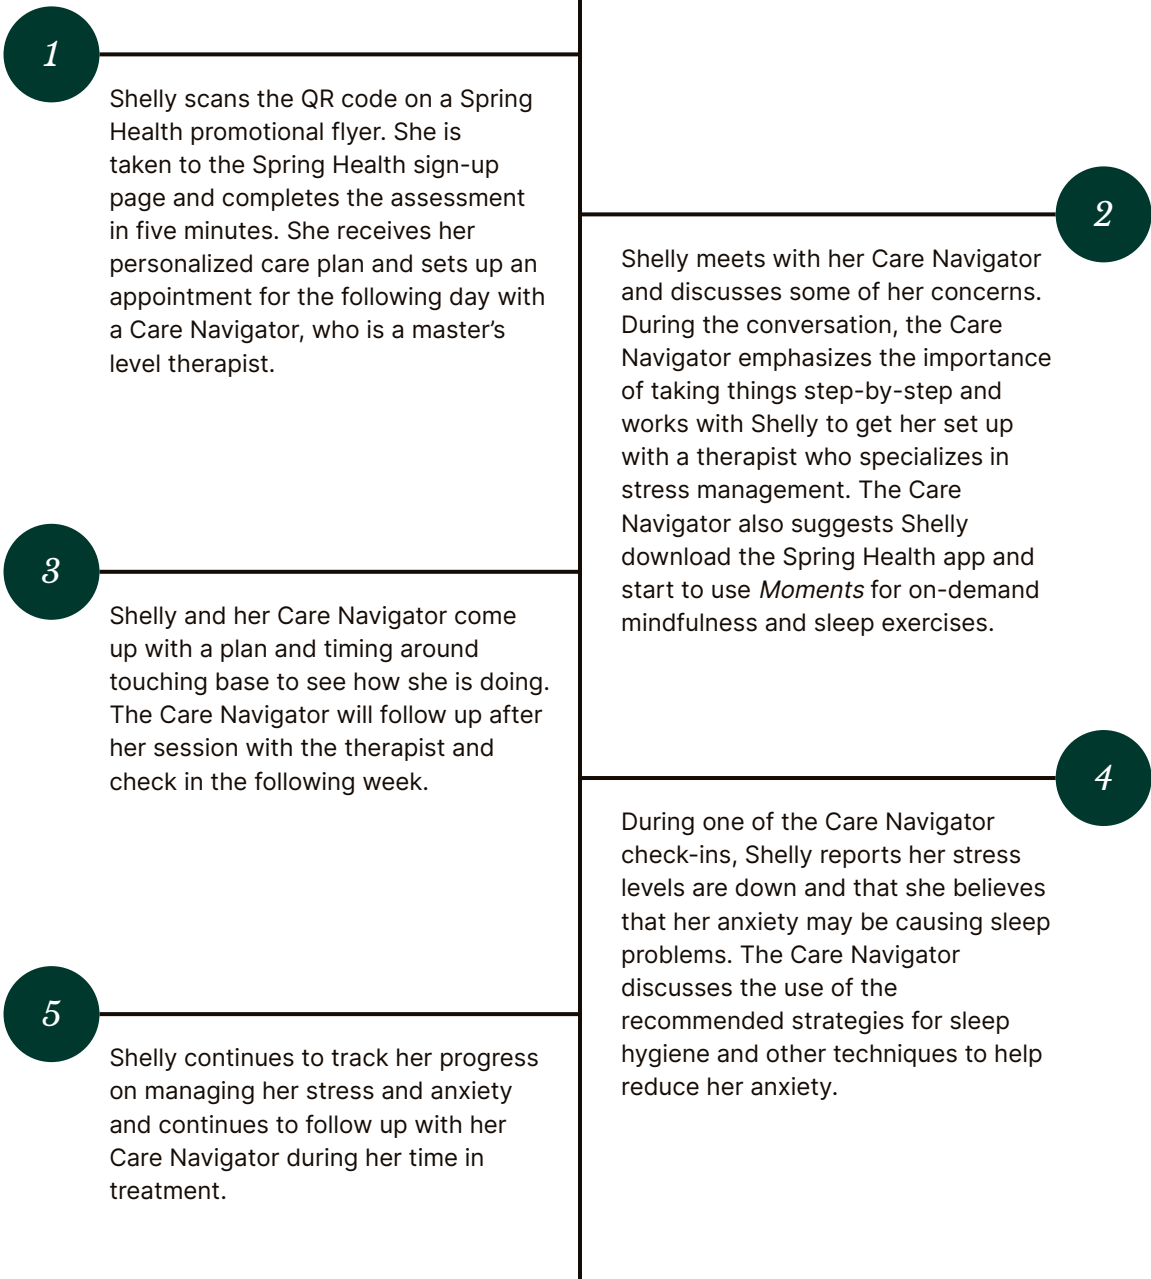 1
Shelly scans the QR code on a Spring
Health promotional flyer. She is
taken to the Spring Health sign-up
page and completes the assessment
in five minutes. She receives her
personalized care plan and sets up an
appointment for the following day with
a Care Navigator, who is a master’s
level therapist.
2
Shelly meets with her Care Navigator
and discusses some of her concerns.
During the conversation, the Care
Navigator emphasizes the importance
of taking things step-by-step and
works with Shelly to get her set up
with a therapist who specializes in
stress management. The Care
Navigator also suggests Shelly
download the Spring Health app and
start to use Moments for on-demand
mindfulness and sleep exercises.
3
Shelly and her Care Navigator come
up with a plan and timing around
touching base to see how she is doing.
The Care Navigator will follow up after
her session with the therapist and
check in the following week.
4
During one of the Care Navigator
check-ins, Shelly reports her stress
levels are down and that she believes
that her anxiety may be causing sleep
problems. The Care Navigator
discusses the use of the
recommended strategies for sleep
hygiene and other techniques to help
reduce her anxiety.
5
Shelly continues to track her progress
on managing her stress and anxiety
and continues to follow up with her
Care Navigator during her time in
treatment.